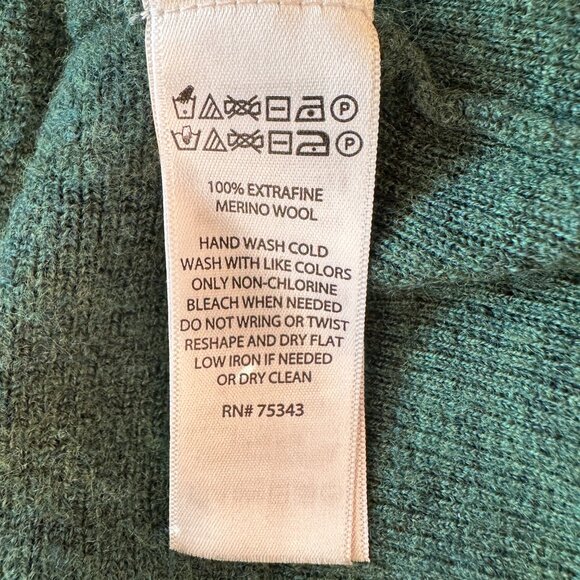 P
P
100% EXTRAFINE
MERINO WOOL
HAND WASH COLD
WASH WITH LIKE COLORS
ONLY NON-CHLORINE
BLEACH WHEN NEEDED
DO NOT WRING OR TWIST
RESHAPE AND DRY FLAT
LOW IRON IF NEEDED
OR DRY CLEAN
RN# 75343